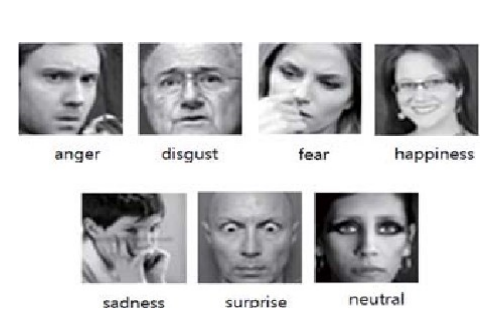 anger disgust fear happiness
sadness surprise neutral